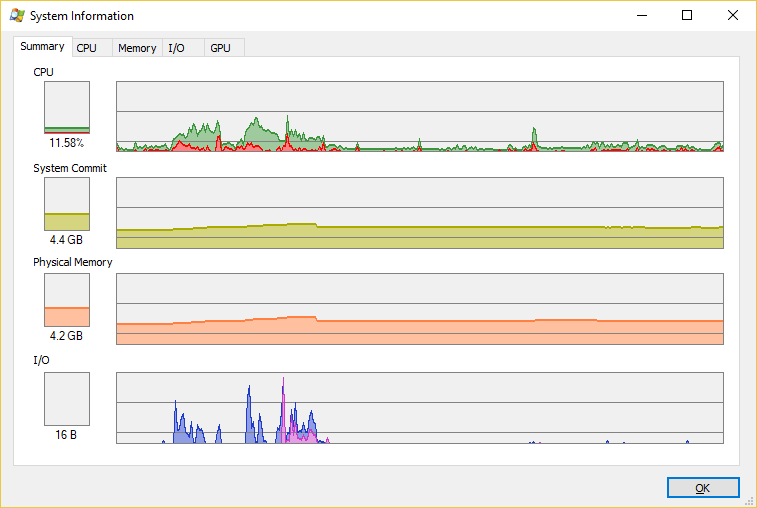 System Information
Summary CPU Memory I/O GPU
CPU
11.58%
System Commit
4.4 GB
Physical Memory
4.2 GB
I/O
16 B
OK